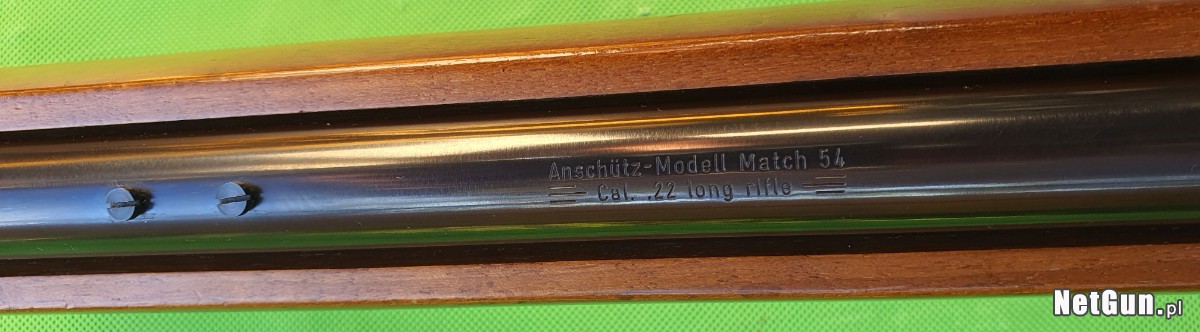 Anschütz-Modell Match 54
Cal. .22 long rifle
NetGun.pl